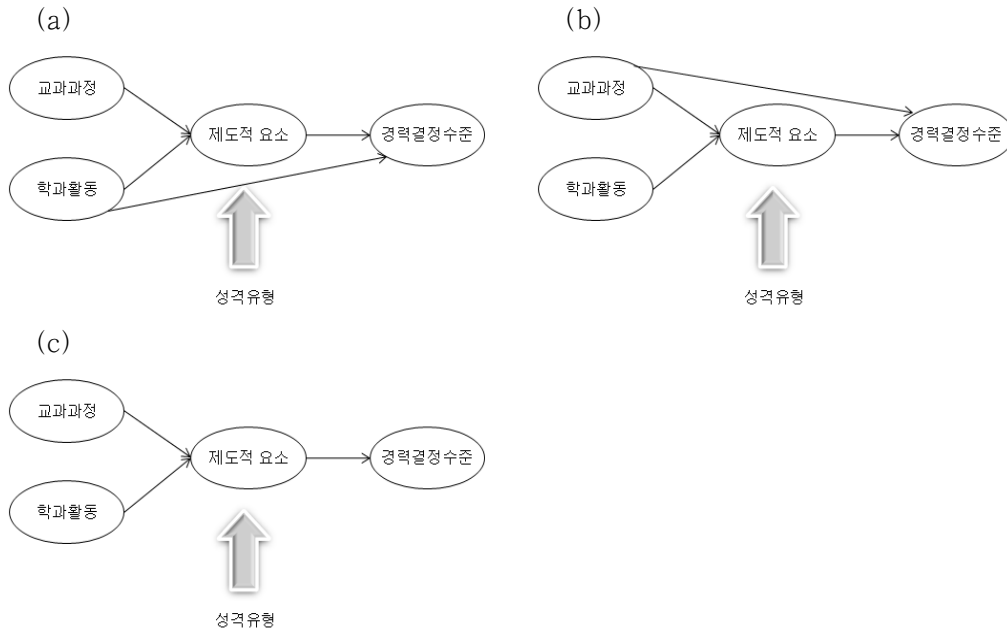 (a)
교과과정
제도적 요소
경력결정수준
학과활동
성격유형
(b)
교과과정
제도적 요소
경력결정수준
학과활동
성격유형
(c)
교과과정
제도적 요소
경력결정수준
학과활동
성격유형